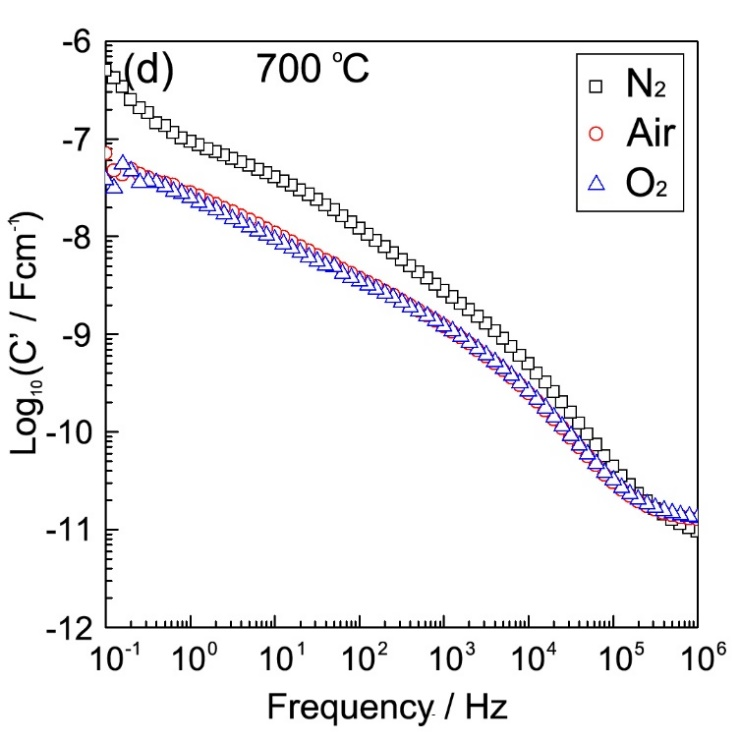 (d) 700 °C
N₂
Air
O₂
-6
-7
-8
-9
-10
-11
-12
Log₁₀(C' / Fcm⁻¹)
10⁻¹ 10⁰ 10¹ 10² 10³ 10⁴ 10⁵ 10⁶
Frequency / Hz